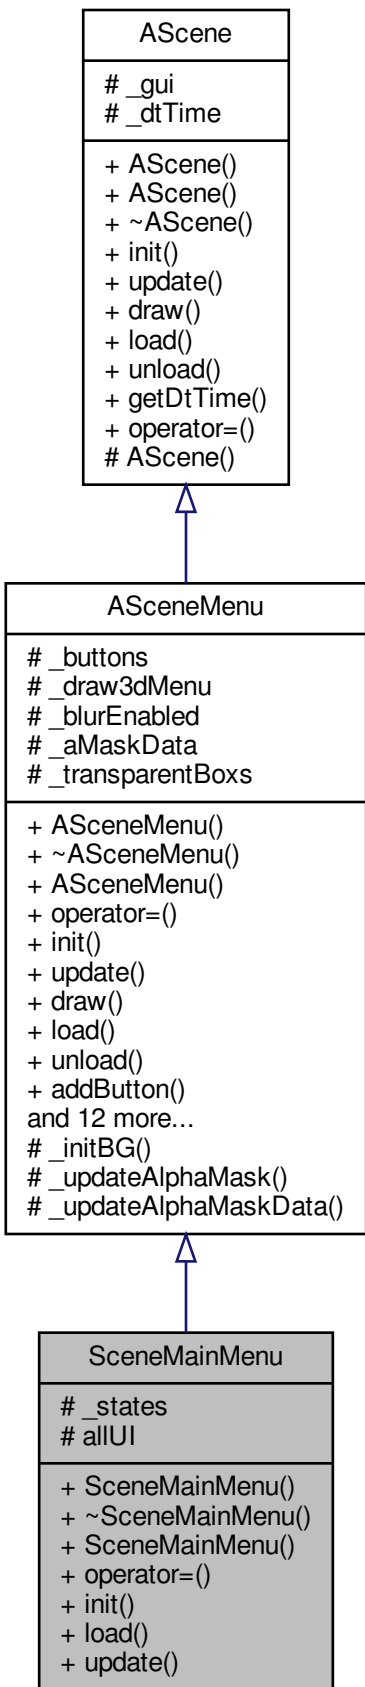 AScene
# _gui
# _dtTime
+ AScene()
+ AScene()
+ ~AScene()
+ init()
+ update()
+ draw()
+ load()
+ unload()
+ getDtTime()
+ operator=()
# AScene()
ASceneMenu
# _buttons
# _draw3dMenu
# _blurEnabled
# _aMaskData
# _transparentBoxs
+ ASceneMenu()
+ ~ASceneMenu()
+ ASceneMenu()
+ operator=()
+ init()
+ update()
+ draw()
+ load()
+ unload()
+ addButton()
and 12 more...
# _initBG()
# _updateAlphaMask()
# _updateAlphaMaskData()
SceneMainMenu
# _states
# allUI
+ SceneMainMenu()
+ ~SceneMainMenu()
+ SceneMainMenu()
+ operator=()
+ init()
+ load()
+ update()